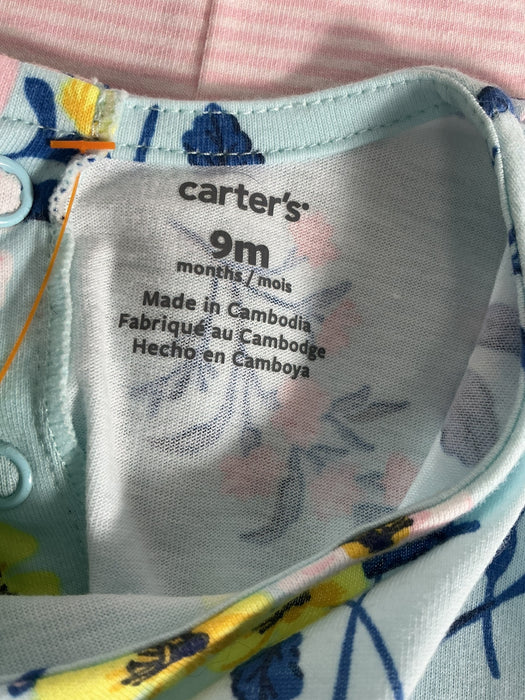 carter's
9m
months / mois
Made in Cambodia
Fabriqué au Cambodge
Hecho en Camboya